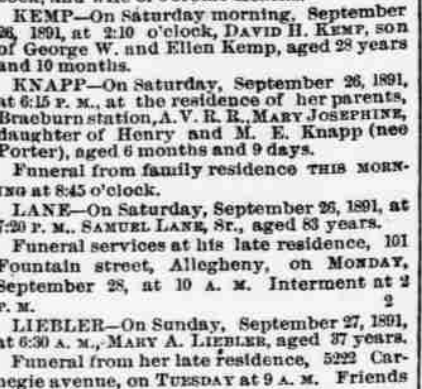 KEMP—On Saturday morning, September
26, 1891, at 2:10 o'clock, DAVID H. KEMP, son
of George W. and Ellen Kemp, aged 28 years
and 10 months.
KNAPP—On Saturday, September 26, 1891,
at 6:15 P. M., at the residence of her parents,
Braeburn station, A. V. R. R., MARY JOSEPHINE,
daughter of Henry and M. E. Knapp (nee
Porter), aged 6 months and 9 days.
Funeral from family residence THIS MORN-
ING at 8:45 o'clock.
LANE—On Saturday, September 26, 1891, at
7:20 P. M., SAMUEL LANE, Sr., aged 83 years.
Funeral services at his late residence, 101
Fountain street, Allegheny, on MONDAY,
September 28, at 10 A. M. Interment at 2
P. M. 2
LIEBLER—On Sunday, September 27, 1891,
at 6:30 A. M., MARY A. LIEBLER, aged 37 years.
Funeral from her late residence, 5222 Car-
negie avenue, on TUESDAY at 9 A. M. Friends